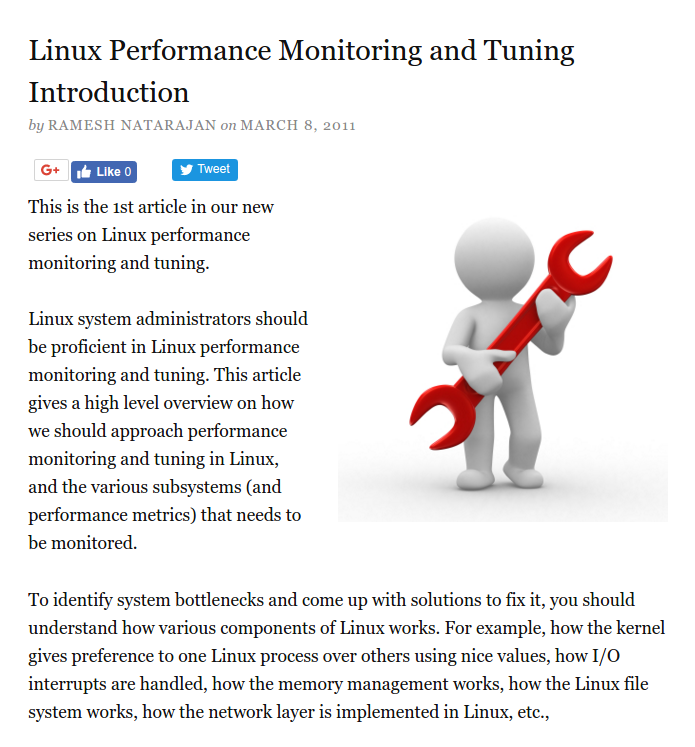 Linux Performance Monitoring and Tuning
Introduction
by RAMESH NATARAJAN on MARCH 8, 2011
G+ Like 0 Tweet
This is the 1st article in our new
series on Linux performance
monitoring and tuning.
Linux system administrators should
be proficient in Linux performance
monitoring and tuning. This article
gives a high level overview on how
we should approach performance
monitoring and tuning in Linux,
and the various subsystems (and
performance metrics) that needs to
be monitored.
To identify system bottlenecks and come up with solutions to fix it, you should
understand how various components of Linux works. For example, how the kernel
gives preference to one Linux process over others using nice values, how I/O
interrupts are handled, how the memory management works, how the Linux file
system works, how the network layer is implemented in Linux, etc.,